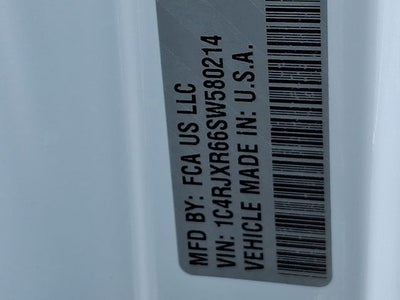 MFD BY: FCA US LLC
VIN: 1C4RJXR66SW580214
VEHICLE MADE IN: U.S.A.